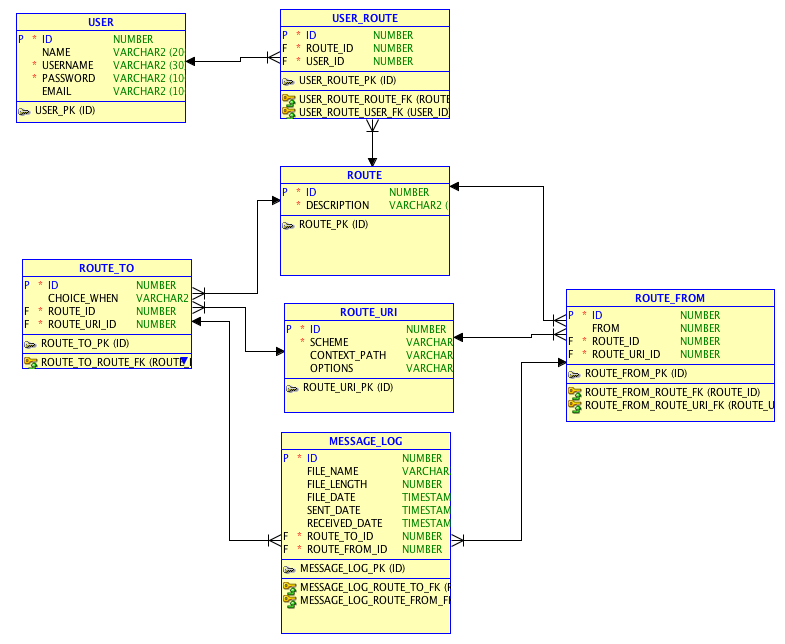 USER
P * ID NUMBER
NAME VARCHAR2 (20
* USERNAME VARCHAR2 (30
* PASSWORD VARCHAR2 (10
EMAIL VARCHAR2 (10
USER_PK (ID)
USER_ROUTE
P * ID NUMBER
F * ROUTE_ID NUMBER
F * USER_ID NUMBER
USER_ROUTE_PK (ID)
USER_ROUTE_ROUTE_FK (ROUTE
USER_ROUTE_USER_FK (USER_ID
ROUTE
P * ID NUMBER
* DESCRIPTION VARCHAR2 (
ROUTE_PK (ID)
ROUTE_TO
P * ID NUMBER
CHOICE_WHEN VARCHAR2
F * ROUTE_ID NUMBER
F * ROUTE_URI_ID NUMBER
ROUTE_TO_PK (ID)
ROUTE_TO_ROUTE_FK (ROUTE_I
ROUTE_URI
P * ID NUMBER
* SCHEME VARCHAR
CONTEXT_PATH VARCHAR
OPTIONS VARCHAR
ROUTE_URI_PK (ID)
ROUTE_FROM
P * ID NUMBER
FROM NUMBER
F * ROUTE_ID NUMBER
F * ROUTE_URI_ID NUMBER
ROUTE_FROM_PK (ID)
ROUTE_FROM_ROUTE_FK (ROUTE_ID)
ROUTE_FROM_ROUTE_URI_FK (ROUTE_U
MESSAGE_LOG
P * ID NUMBER
FILE_NAME VARCHAR
FILE_LENGTH NUMBER
FILE_DATE TIMESTAM
SENT_DATE TIMESTAM
RECEIVED_DATE TIMESTAM
F * ROUTE_TO_ID NUMBER
F * ROUTE_FROM_ID NUMBER
MESSAGE_LOG_PK (ID)
MESSAGE_LOG_ROUTE_TO_FK (R
MESSAGE_LOG_ROUTE_FROM_F